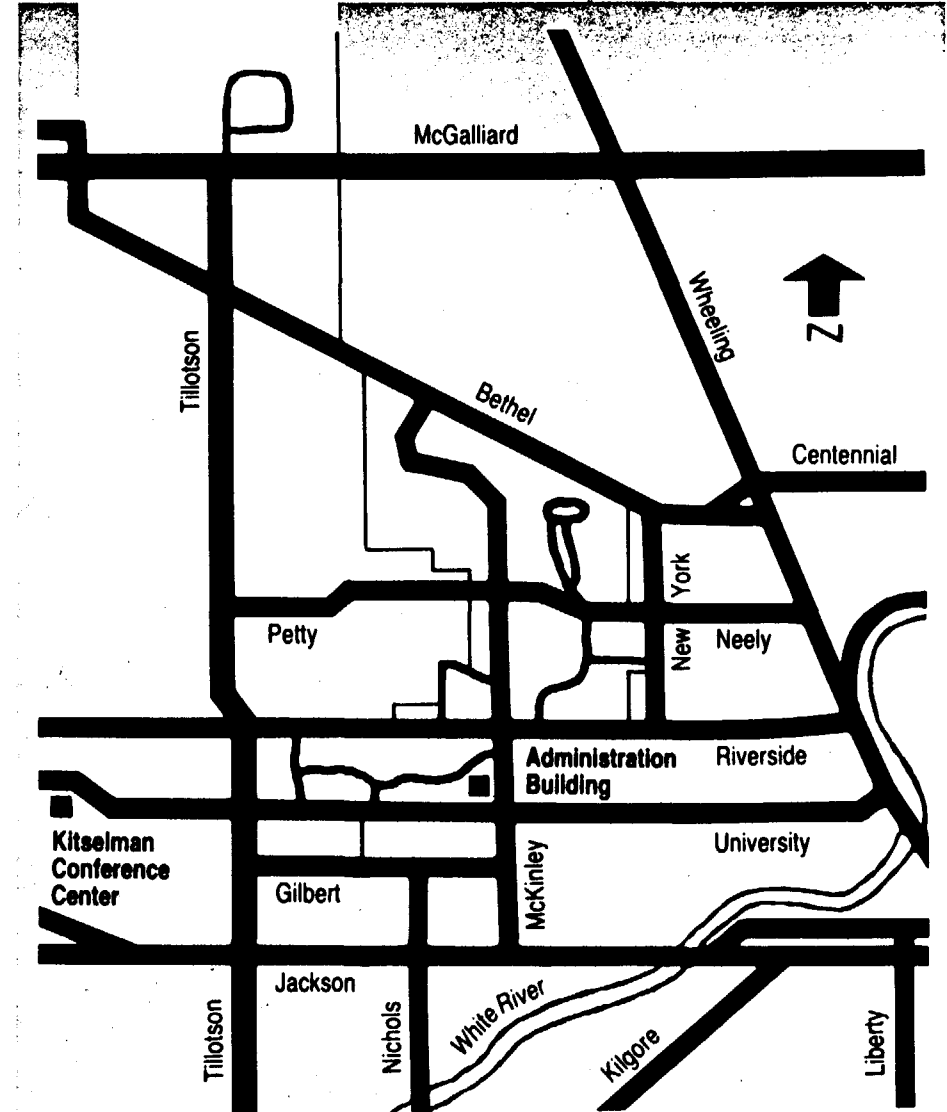 McGalliard
Wheeling
Z
Tillotson
Bethel
Centennial
York
New
Petty
Neely
Administration
Building
Riverside
Kitselman
Conference
Center
University
McKinley
Gilbert
Jackson
White River
Tillotson
Nichols
Kilgore
Liberty